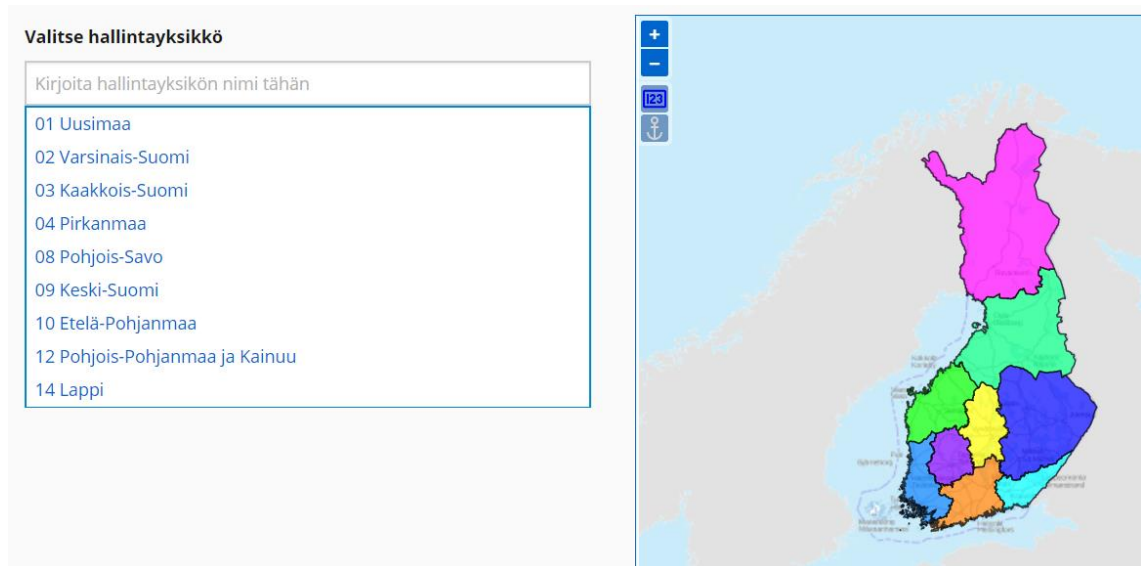 Valitse hallintayksikkö
Kirjoita hallintayksikön nimi tähän
01 Uusimaa
02 Varsinais-Suomi
03 Kaakkois-Suomi
04 Pirkanmaa
08 Pohjois-Savo
09 Keski-Suomi
10 Etelä-Pohjanmaa
12 Pohjois-Pohjanmaa ja Kainuu
14 Lappi
+
−
123